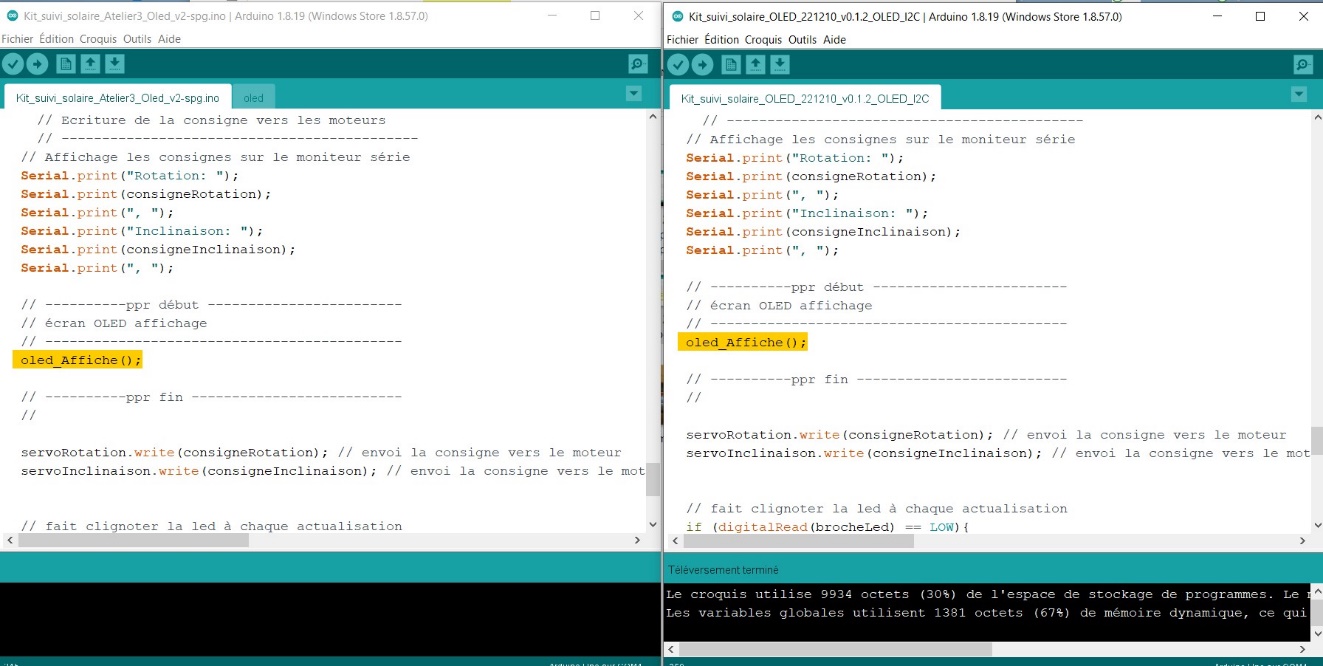 Kit_suivi_solaire_Atelier3_Oled_v2-spg.ino | Arduino 1.8.19 (Windows Store 1.8.57.0)
Fichier Édition Croquis Outils Aide
Kit_suivi_solaire_Atelier3_Oled_v2-spg.ino oled
// Ecriture de la consigne vers les moteurs
// --------------------------------------------
// Affichage les consignes sur le moniteur série
Serial.print("Rotation: ");
Serial.print(consigneRotation);
Serial.print(", ");
Serial.print("Inclinaison: ");
Serial.print(consigneInclinaison);
Serial.print(", ");
// ----------ppr début ------------------------
// écran OLED affichage
// --------------------------------------------
oled_Affiche();
// ----------ppr fin --------------------------
//
servoRotation.write(consigneRotation); // envoi la consigne vers le moteur
servoInclinaison.write(consigneInclinaison); // envoi la consigne vers le mot
// fait clignoter la led à chaque actualisation
Kit_suivi_solaire_OLED_221210_v0.1.2_OLED_I2C | Arduino 1.8.19 (Windows Store 1.8.57.0)
Fichier Édition Croquis Outils Aide
Kit_suivi_solaire_OLED_221210_v0.1.2_OLED_I2C
// --------------------------------------------
// Affichage les consignes sur le moniteur série
Serial.print("Rotation: ");
Serial.print(consigneRotation);
Serial.print(", ");
Serial.print("Inclinaison: ");
Serial.print(consigneInclinaison);
Serial.print(", ");
// ----------ppr début ------------------------
// écran OLED affichage
// --------------------------------------------
oled_Affiche();
// ----------ppr fin --------------------------
//
servoRotation.write(consigneRotation); // envoi la consigne vers le moteur
servoInclinaison.write(consigneInclinaison); // envoi la consigne vers le mot
// fait clignoter la led à chaque actualisation
if (digitalRead(brocheLed) == LOW){
Téléversement terminé
Le croquis utilise 9934 octets (30%) de l'espace de stockage de programmes. Le
Les variables globales utilisent 1381 octets (67%) de mémoire dynamique, ce qui